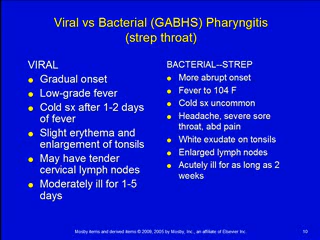 Viral vs Bacterial (GABHS) Pharyngitis
(strep throat)
VIRAL
Gradual onset
Low-grade fever
Cold sx after 1-2 days
of fever
Slight erythema and
enlargement of tonsils
May have tender
cervical lymph nodes
Moderately ill for 1-5
days
BACTERIAL--STREP
More abrupt onset
Fever to 104 F
Cold sx uncommon
Headache, severe sore
throat, abd pain
White exudate on tonsils
Enlarged lymph nodes
Acutely ill for as long as 2
weeks
Mosby items and derived items © 2009, 2005 by Mosby, Inc., an affiliate of Elsevier Inc.
10